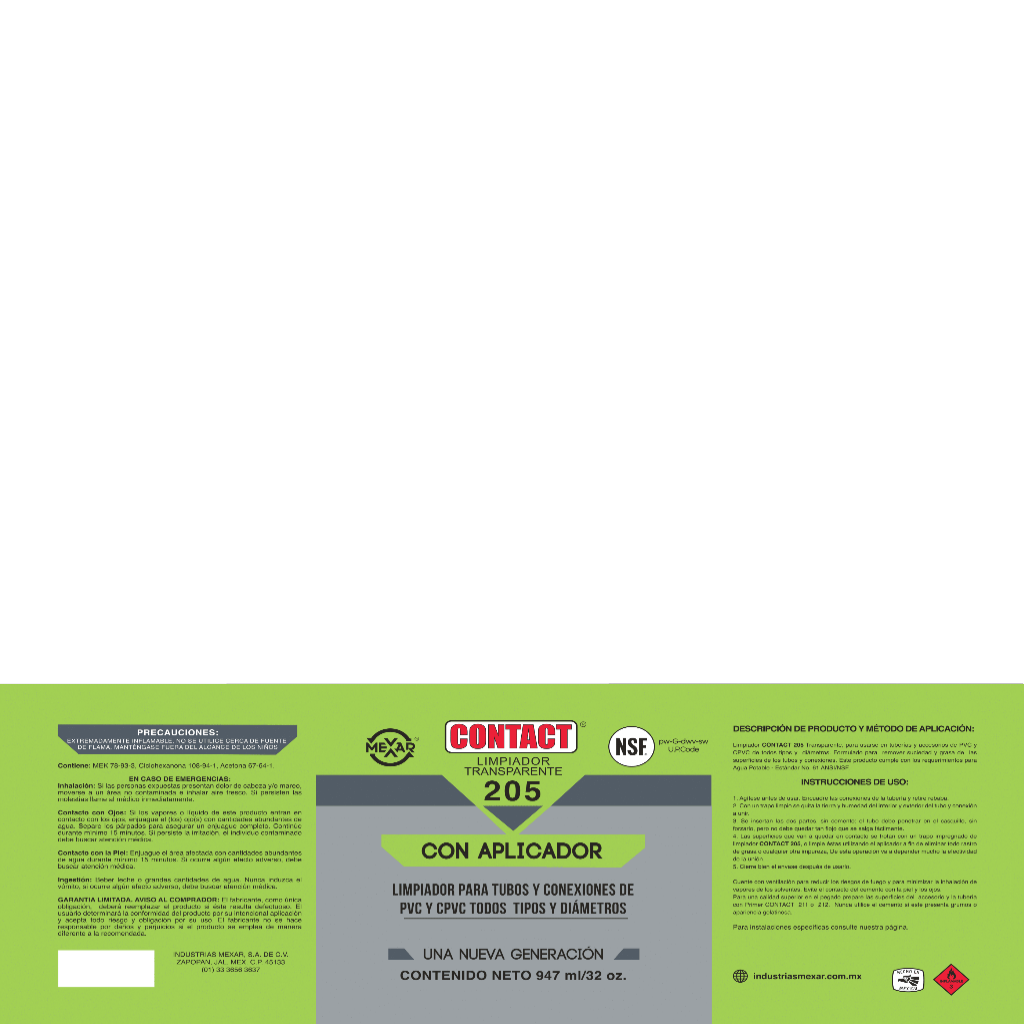 PRECAUCIONES:
EXTREMADAMENTE INFLAMABLE. NO SE UTILICE CERCA DE FUENTE
DE FLAMA, MANTÉNGASE FUERA DEL ALCANCE DE LOS NIÑOS
Contiene: MEK 78-93-3, Ciclohexanona 108-94-1, Acetona 67-64-1.
EN CASO DE EMERGENCIAS:
Inhalación: Si las personas expuestas presentan dolor de cabeza y/o mareo,
moverse a un área no contaminada e inhalar aire fresco. Si persisten las
molestias llame al médico inmediatamente.
Contacto con Ojos: Si los vapores o líquido de este producto entran en
contacto con los ojos, enjuague el (los) ojo(s) con cantidades abundantes de
agua. Separe los párpados para asegurar un enjuague completo. Continúe
durante mínimo 15 minutos. Si persiste la irritación, el individuo contaminado
debe buscar atención médica.
Contacto con la Piel: Enjuague el área afectada con cantidades abundantes
de agua durante mínimo 15 minutos. Si ocurre algún efecto adverso, debe
buscar atención médica.
Ingestión: Beber leche o grandes cantidades de agua. Nunca induzca el
vómito, si ocurre algún efecto adverso, debe buscar atención médica.
GARANTIA LIMITADA. AVISO AL COMPRADOR: El fabricante, como única
obligación, deberá reemplazar el producto si éste resulta defectuoso. El
usuario determinará la conformidad del producto por su intencional aplicación
y acepta todo riesgo y obligación por su uso. El fabricante no se hace
responsable por daños y perjuicios si el producto se emplea de manera
diferente a la recomendada.
INDUSTRIAS MEXAR, S.A. DE C.V.
ZAPOPAN, JAL. MEX. C.P. 45133
(01) 33 3656 3637
MEXAR
CONTACT®
LIMPIADOR
TRANSPARENTE
205
NSF.
pw-G-dwv-sw
U.P.Code
CON APLICADOR
LIMPIADOR PARA TUBOS Y CONEXIONES DE
PVC Y CPVC TODOS TIPOS Y DIÁMETROS
UNA NUEVA GENERACIÓN
CONTENIDO NETO 947 ml/32 oz.
DESCRIPCIÓN DE PRODUCTO Y MÉTODO DE APLICACIÓN:
Limpiador CONTACT 205 Transparente, para usarse en tuberías y accesorios de PVC y
CPVC de todos tipos y diámetros. Formulado para remover suciedad y grasa de las
superficies de los tubos y conexiones. Este producto cumple con los requerimientos para
Agua Potable - Estándar No. 61 ANSI/NSF.
INSTRUCCIONES DE USO:
1. Agítese antes de usar. Encuadre las conexiones de la tubería y retire rebaba.
2. Con un trapo limpio se quita la tierra y humedad del interior y exterior del tubo y conexión
a unir.
3. Se insertan las dos partes, sin cemento; el tubo debe penetrar en el casquillo, sin
forzarlo, pero no debe quedar tan flojo que se salga fácilmente.
4. Las superficies que van a quedar en contacto se frotan con un trapo impregnado de
limpiador CONTACT 205, o limpie éstas utilizando el aplicador a fin de eliminar todo rastro
de grasa o cualquier otra impureza. De esta operación va a depender mucho la efectividad
de la unión.
5. Cierre bien el envase después de usarlo.
Cuente con ventilación para reducir los riesgos de fuego y para minimizar la inhalación de
vapores de los solventes. Evite el contacto del cemento con la piel y los ojos.
Para una calidad superior en el pegado prepare las superficies del accesorio y la tubería
con Primer CONTACT 211 o 212. Nunca utilice el cemento si este presenta grumos o
apariencia gelatinosa.
Para instalaciones específicas consulte nuestra página.
industriasmexar.com.mx
HECHO EN
MÉXICO